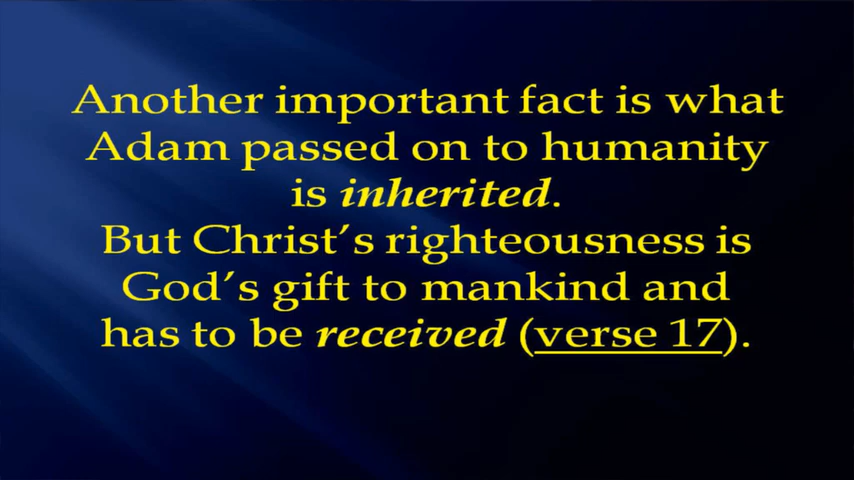 Another important fact is what
Adam passed on to humanity
is inherited.
But Christ's righteousness is
God's gift to mankind and
has to be received (verse 17).